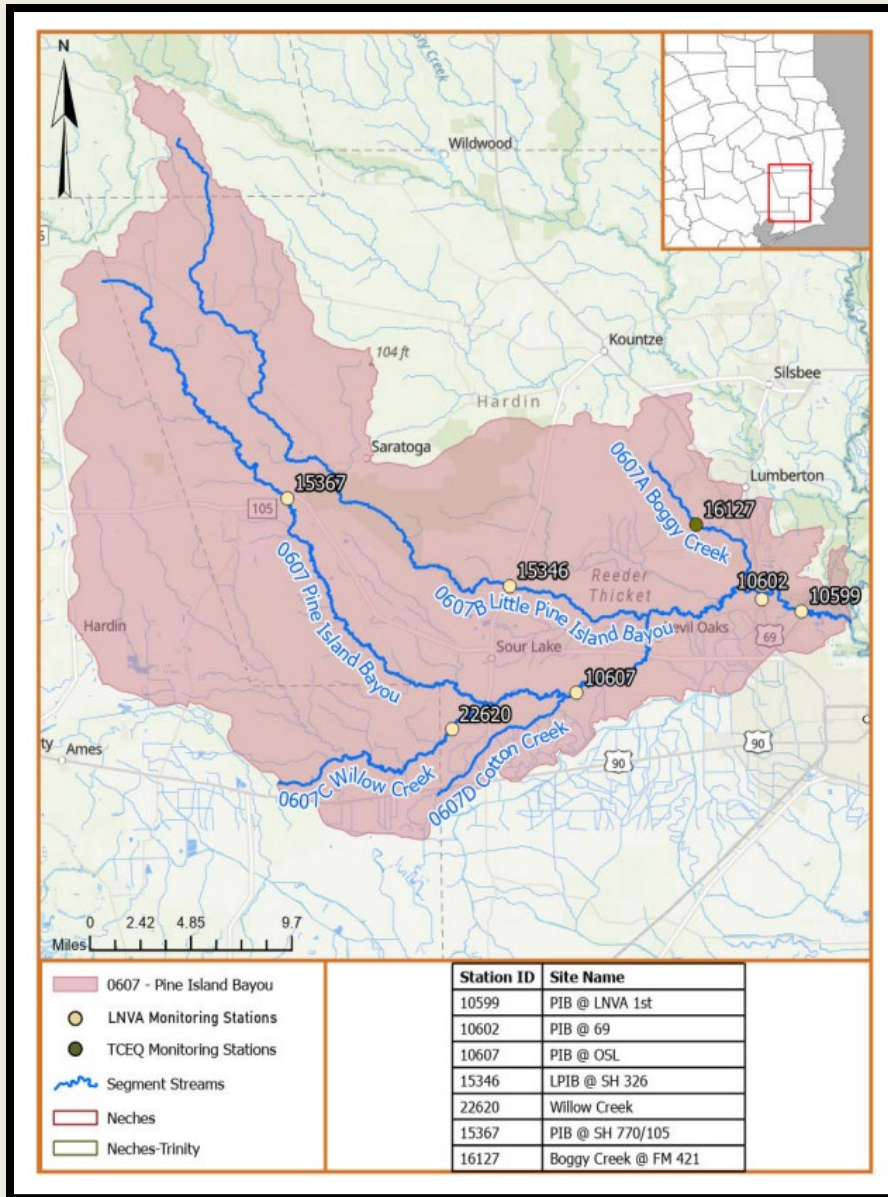 N
ory Creek
Wildwood
Kountze
104 ft
Silsbee
Hardin
Saratoga
Lumberton
0607A Boggy Creek
15367
105
16127
15346
10602
Reeder
Thicket
10599
0607B Little Pine Island Bayou
0607 Pine Island Bayou
Hardin
evil Oaks
69
Sour Lake
10607
22620
ty
Ames
90
90
0607C Willow Creek
0607D Cotton Creek
0 2.42 4.85 9.7
Miles
0607 - Pine Island Bayou
LNVA Monitoring Stations
TCEQ Monitoring Stations
Segment Streams
Neches
Neches-Trinity
Station ID Site Name
10599 PIB @ LNVA 1st
10602 PIB @ 69
10607 PIB @ OSL
15346 LPIB @ SH 326
22620 Willow Creek
15367 PIB @ SH 770/105
16127 Boggy Creek @ FM 421